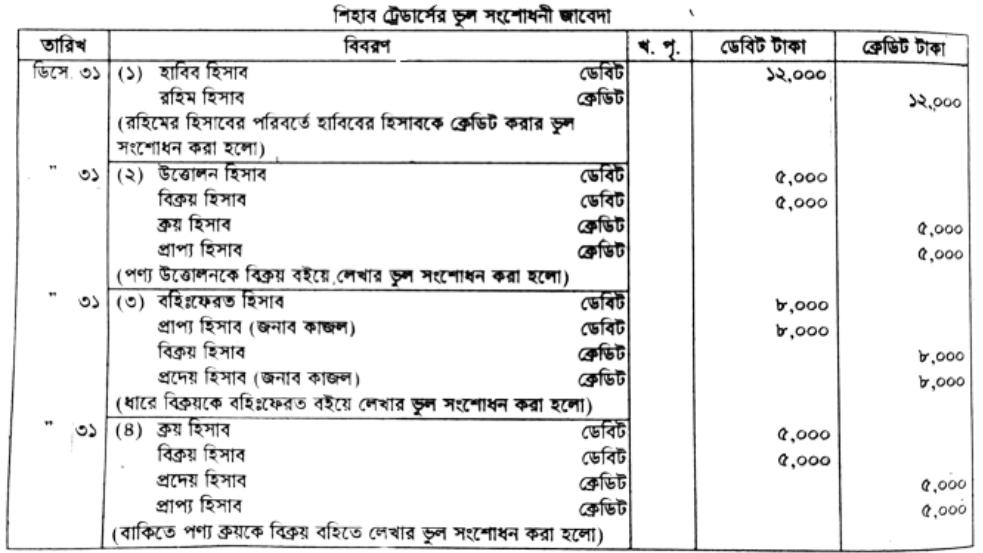 শিহাব ট্রেডার্সের ভুল সংশোধনী জাবেদা
তারিখ বিবরণ খ. পৃ. ডেবিট টাকা ক্রেডিট টাকা
ডিসে. ৩১ (১) হাবিব হিসাব ডেবিট ১২,০০০
রহিম হিসাব ক্রেডিট ১২,০০০
(রহিমের হিসাবের পরিবর্তে হাবিবের হিসাবকে ক্রেডিট করার ভুল
সংশোধন করা হলো)
" ৩১ (২) উত্তোলন হিসাব ডেবিট ৫,০০০
বিক্রয় হিসাব ডেবিট ৫,০০০
ক্রয় হিসাব ক্রেডিট ৫,০০০
প্রাপ্য হিসাব ক্রেডিট ৫,০০০
(পণ্য উত্তোলনকে বিক্রয় বইয়ে লেখার ভুল সংশোধন করা হলো)
" ৩১ (৩) বহিঃফেরত হিসাব ডেবিট ৮,০০০
প্রাপ্য হিসাব (জনাব কাজল) ডেবিট ৮,০০০
বিক্রয় হিসাব ক্রেডিট ৮,০০০
প্রদেয় হিসাব (জনাব কাজল) ক্রেডিট ৮,০০০
(ধারে বিক্রয়কে বহিঃফেরত বইয়ে লেখার ভুল সংশোধন করা হলো)
" ৩১ (৪) ক্রয় হিসাব ডেবিট ৫,০০০
বিক্রয় হিসাব ডেবিট ৫,০০০
প্রদেয় হিসাব ক্রেডিট ৫,০০০
প্রাপ্য হিসাব ক্রেডিট ৫,০০০
(বাকিতে পণ্য ক্রয়কে বিক্রয় বহিতে লেখার ভুল সংশোধন করা হলো)